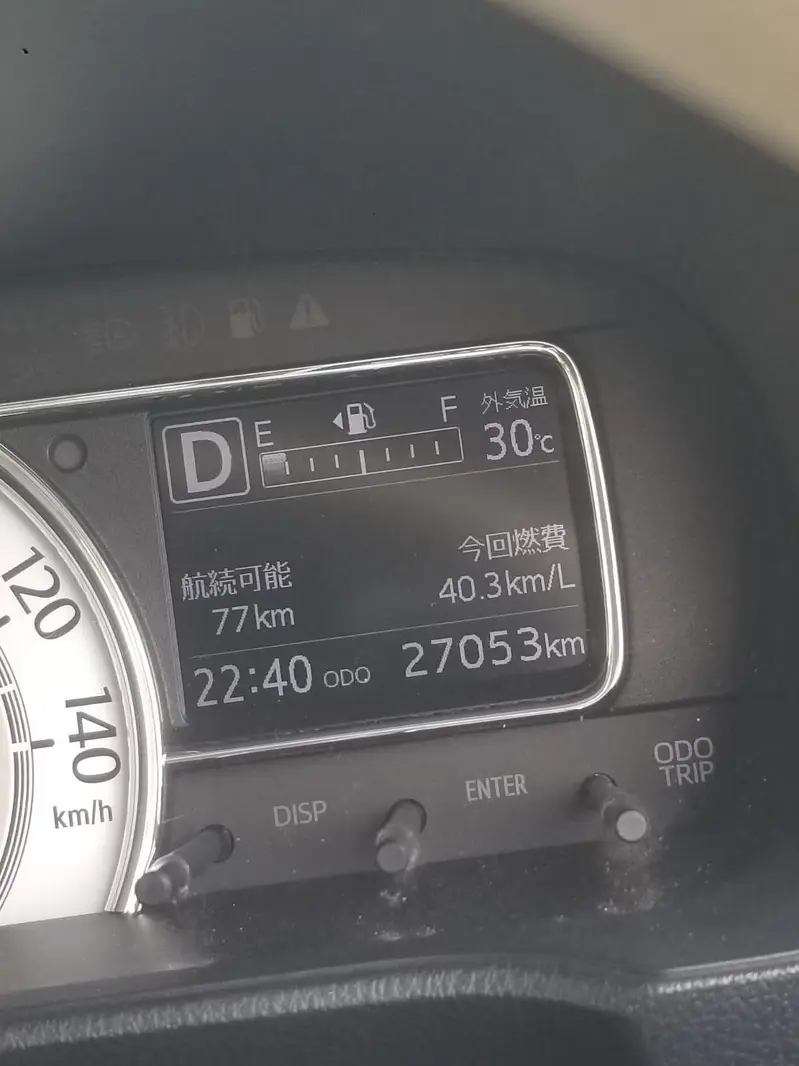 D
E
F
外気温
30℃
今回燃費
40.3km/L
航続可能
77km
22:40 ODO 27053km
120
140
km/h
DISP
ENTER
ODO
TRIP